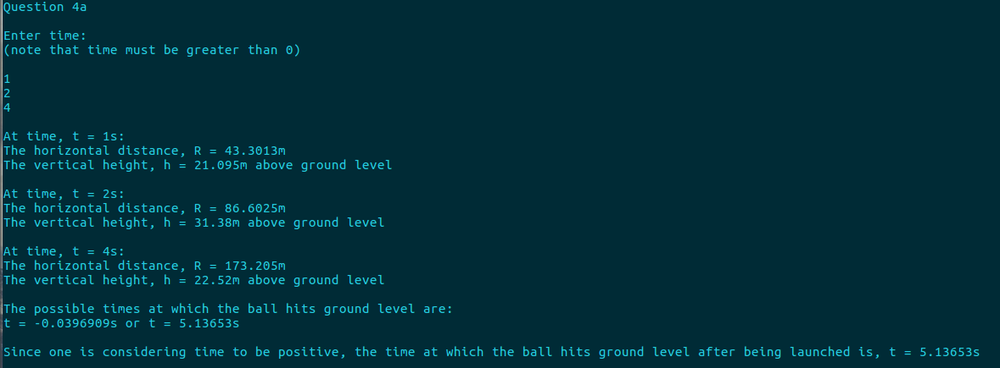 Question 4a
Enter time:
(note that time must be greater than 0)
1
2
4
At time, t = 1s:
The horizontal distance, R = 43.3013m
The vertical height, h = 21.095m above ground level
At time, t = 2s:
The horizontal distance, R = 86.6025m
The vertical height, h = 31.38m above ground level
At time, t = 4s:
The horizontal distance, R = 173.205m
The vertical height, h = 22.52m above ground level
The possible times at which the ball hits ground level are:
t = -0.0396909s or t = 5.13653s
Since one is considering time to be positive, the time at which the ball hits ground level after being launched is, t = 5.13653s